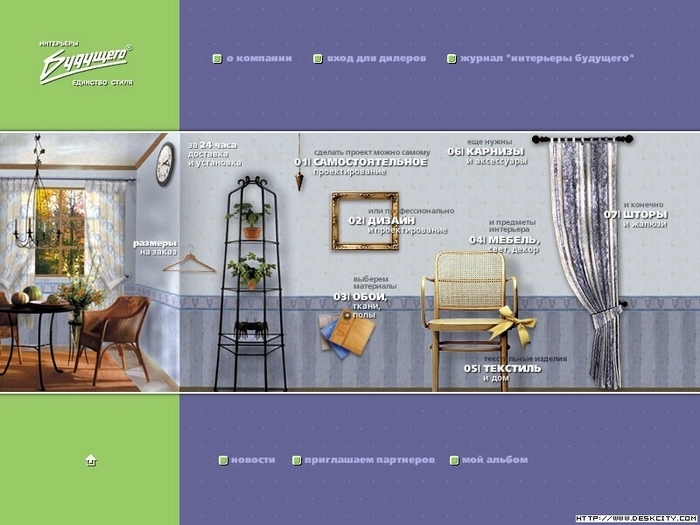 ИНТЕРЬЕРЫ
Будущего®
ЕДИНСТВО СТИЛЯ
о компании
вход для дилеров
журнал "интерьеры будущего"
за 24 часа
доставка
и установка
сделать проект можно самому
01| САМОСТОЯТЕЛЬНОЕ
проектирование
еще нужны
06| КАРНИЗЫ
и аксессуары
или профессионально
02| ДИЗАЙН
и проектирование
и конечно
07| ШТОРЫ
и жалюзи
размеры
на заказ
и предметы
интерьера
04| МЕБЕЛЬ,
свет, декор
выберем
материалы
03| ОБОИ,
ткани,
полы
текстильные изделия
05| ТЕКСТИЛЬ
и дом
новости
приглашаем партнеров
мой альбом
HTTP://WWW.DESKCITY.COM